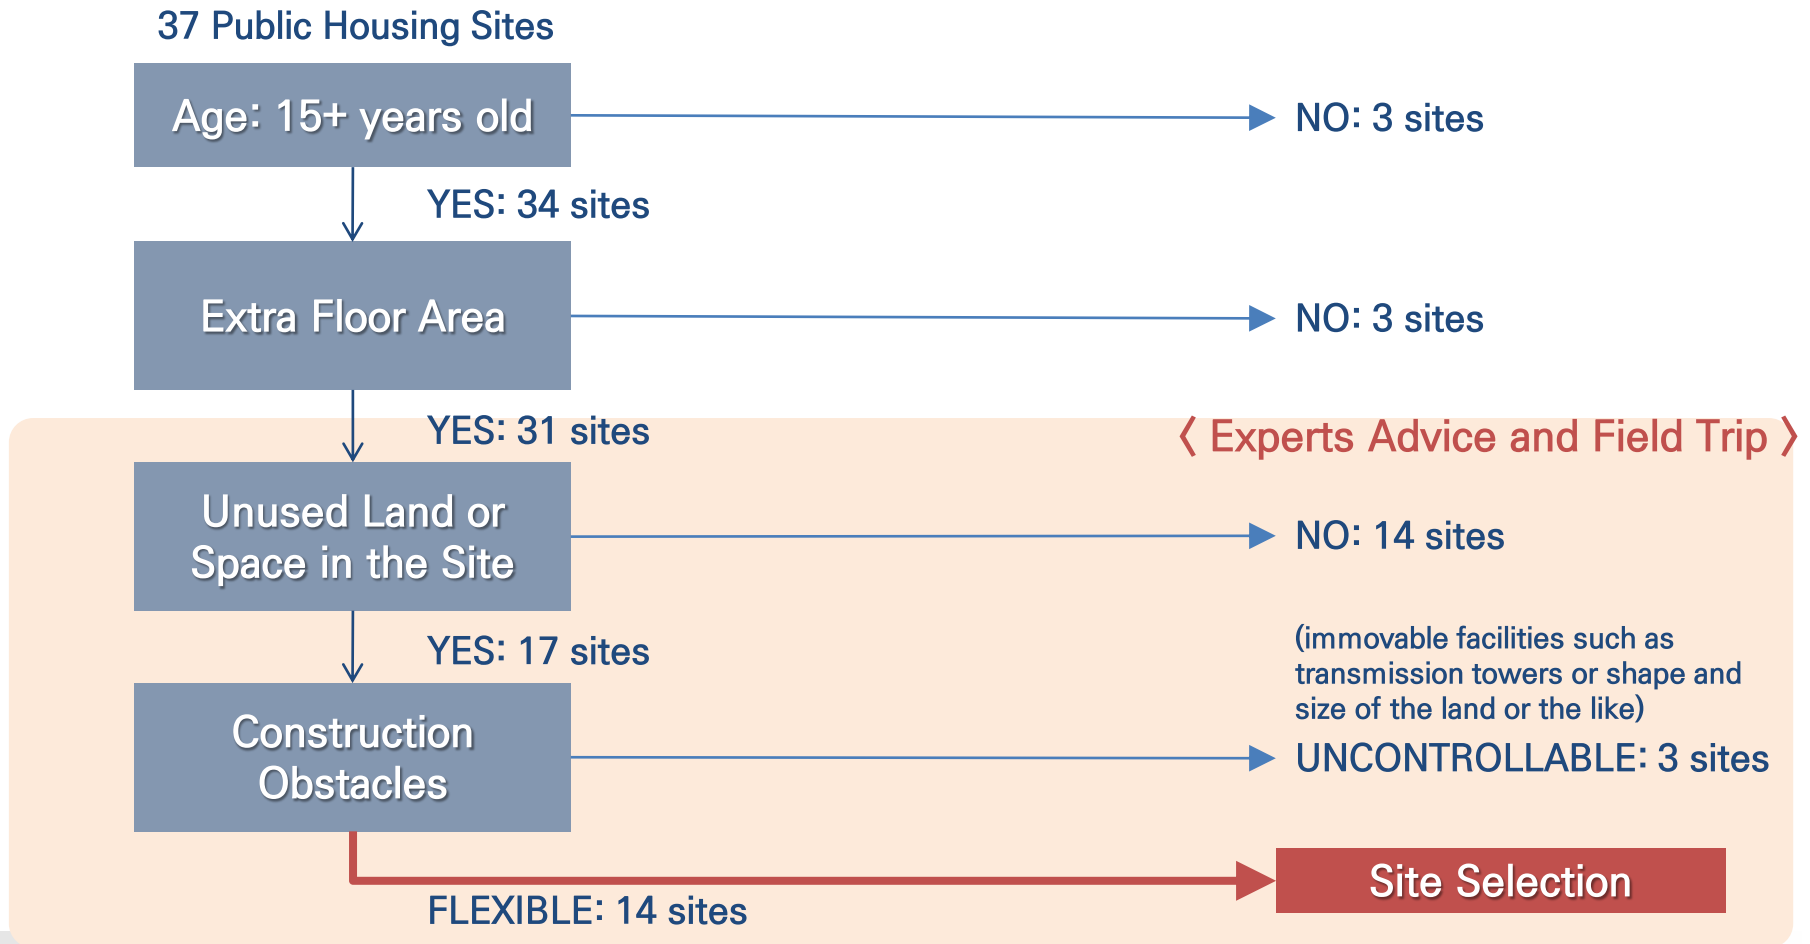 37 Public Housing Sites
Age: 15+ years old
NO: 3 sites
YES: 34 sites
Extra Floor Area
NO: 3 sites
YES: 31 sites
〈 Experts Advice and Field Trip 〉
Unused Land or
Space in the Site
NO: 14 sites
YES: 17 sites
(immovable facilities such as
transmission towers or shape and
size of the land or the like)
Construction
Obstacles
UNCONTROLLABLE: 3 sites
Site Selection
FLEXIBLE: 14 sites